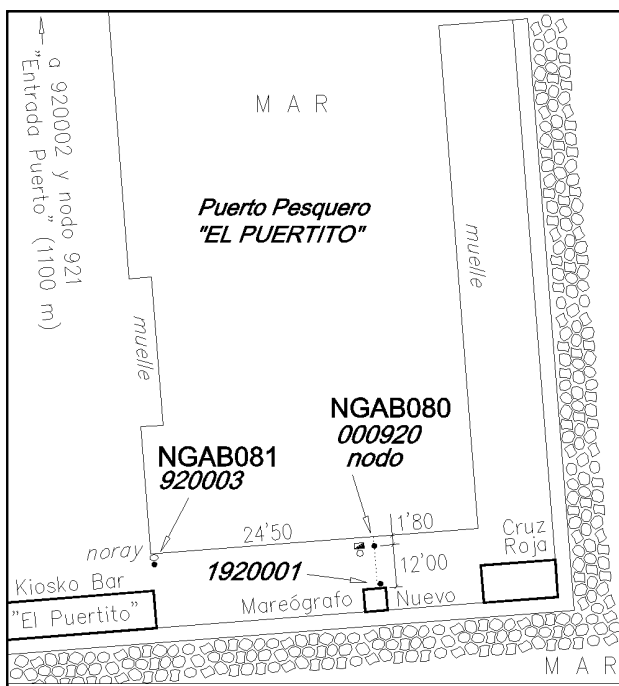 a 920002 y nodo 921
"Entrada Puerto" (1100 m)
M A R
Puerto Pesquero
"EL PUERTITO"
muelle
muelle
NGAB080
000920
nodo
NGAB081
920003
24'50
1'80
noray
Cruz
Roja
12'00
1920001
Kiosko Bar
"El Puertito"
Mareógrafo
Nuevo
M A R